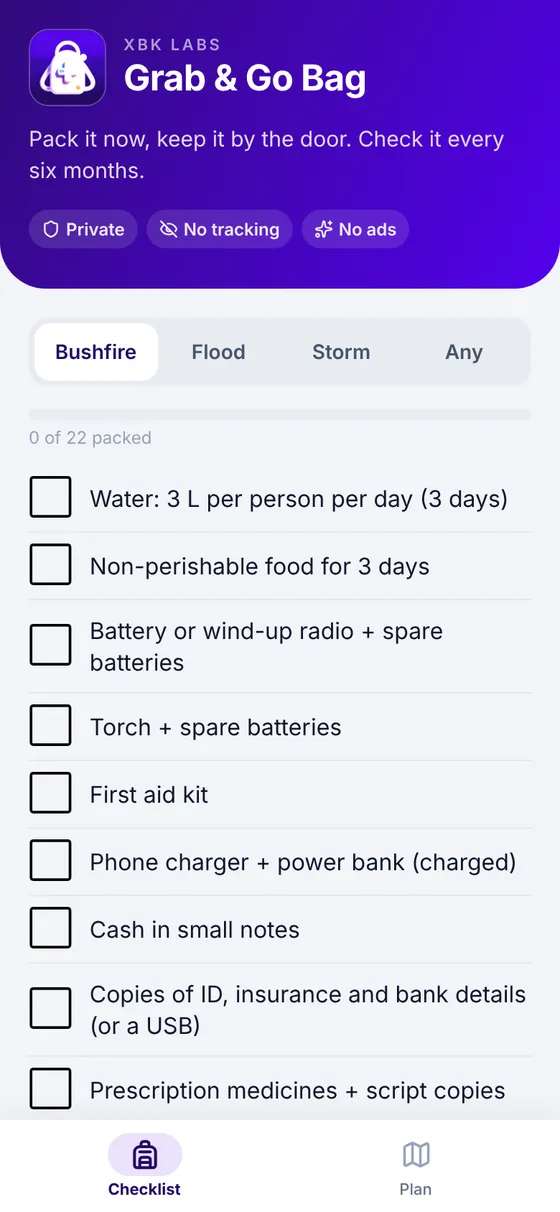 XBK LABS
Grab & Go Bag
Pack it now, keep it by the door. Check it every
six months.
Private
No tracking
No ads
Bushfire
Flood
Storm
Any
0 of 22 packed
Water: 3 L per person per day (3 days)
Non-perishable food for 3 days
Battery or wind-up radio + spare
batteries
Torch + spare batteries
First aid kit
Phone charger + power bank (charged)
Cash in small notes
Copies of ID, insurance and bank details
(or a USB)
Prescription medicines + script copies
Checklist
Plan